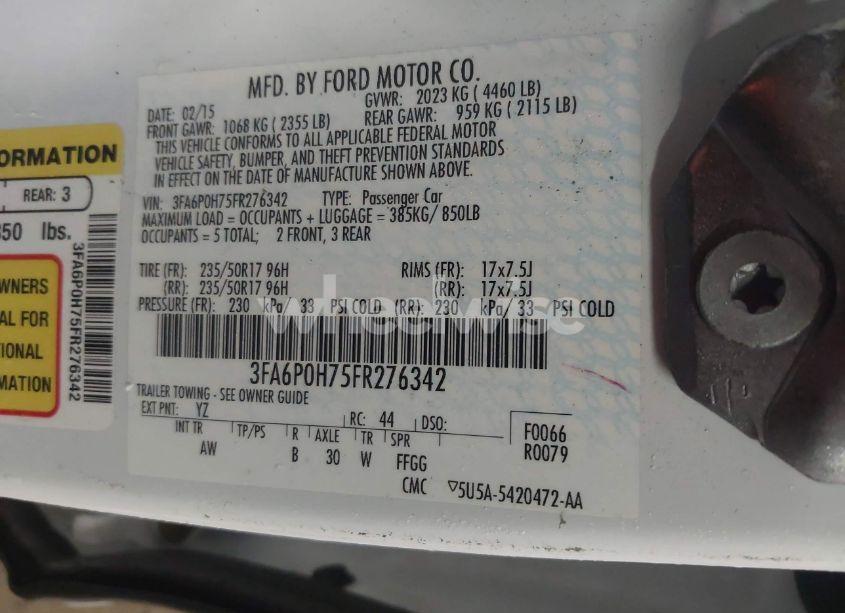 MFD. BY FORD MOTOR CO.
DATE: 02/15 GVWR: 2023 KG ( 4460 LB)
FRONT GAWR: 1068 KG ( 2355 LB) REAR GAWR: 959 KG ( 2115 LB)
THIS VEHICLE CONFORMS TO ALL APPLICABLE FEDERAL MOTOR
VEHICLE SAFETY, BUMPER, AND THEFT PREVENTION STANDARDS
IN EFFECT ON THE DATE OF MANUFACTURE SHOWN ABOVE.
VIN: 3FA6P0H75FR276342 TYPE: Passenger Car
MAXIMUM LOAD = OCCUPANTS + LUGGAGE = 385KG/ 850LB
OCCUPANTS = 5 TOTAL; 2 FRONT, 3 REAR
TIRE (FR): 235/50R17 96H RIMS (FR): 17x7.5J
(RR): 235/50R17 96H (RR): 17x7.5J
PRESSURE (FR): 230 kPa/ 33 PSI COLD (RR): 230 kPa/ 33 PSI COLD
3FA6P0H75FR276342
TRAILER TOWING - SEE OWNER GUIDE
EXT PNT: YZ RC: 44 DSO: F0066
R0079
INT TR TP/PS R AXLE TR SPR
AW B 30 W FFGG
CMC ▽5U5A-5420472-AA
ORMATION
REAR: 3
850 lbs.
WNERS
AL FOR
TIONAL
RMATION
3FA6P0H75FR276342
wheelwise